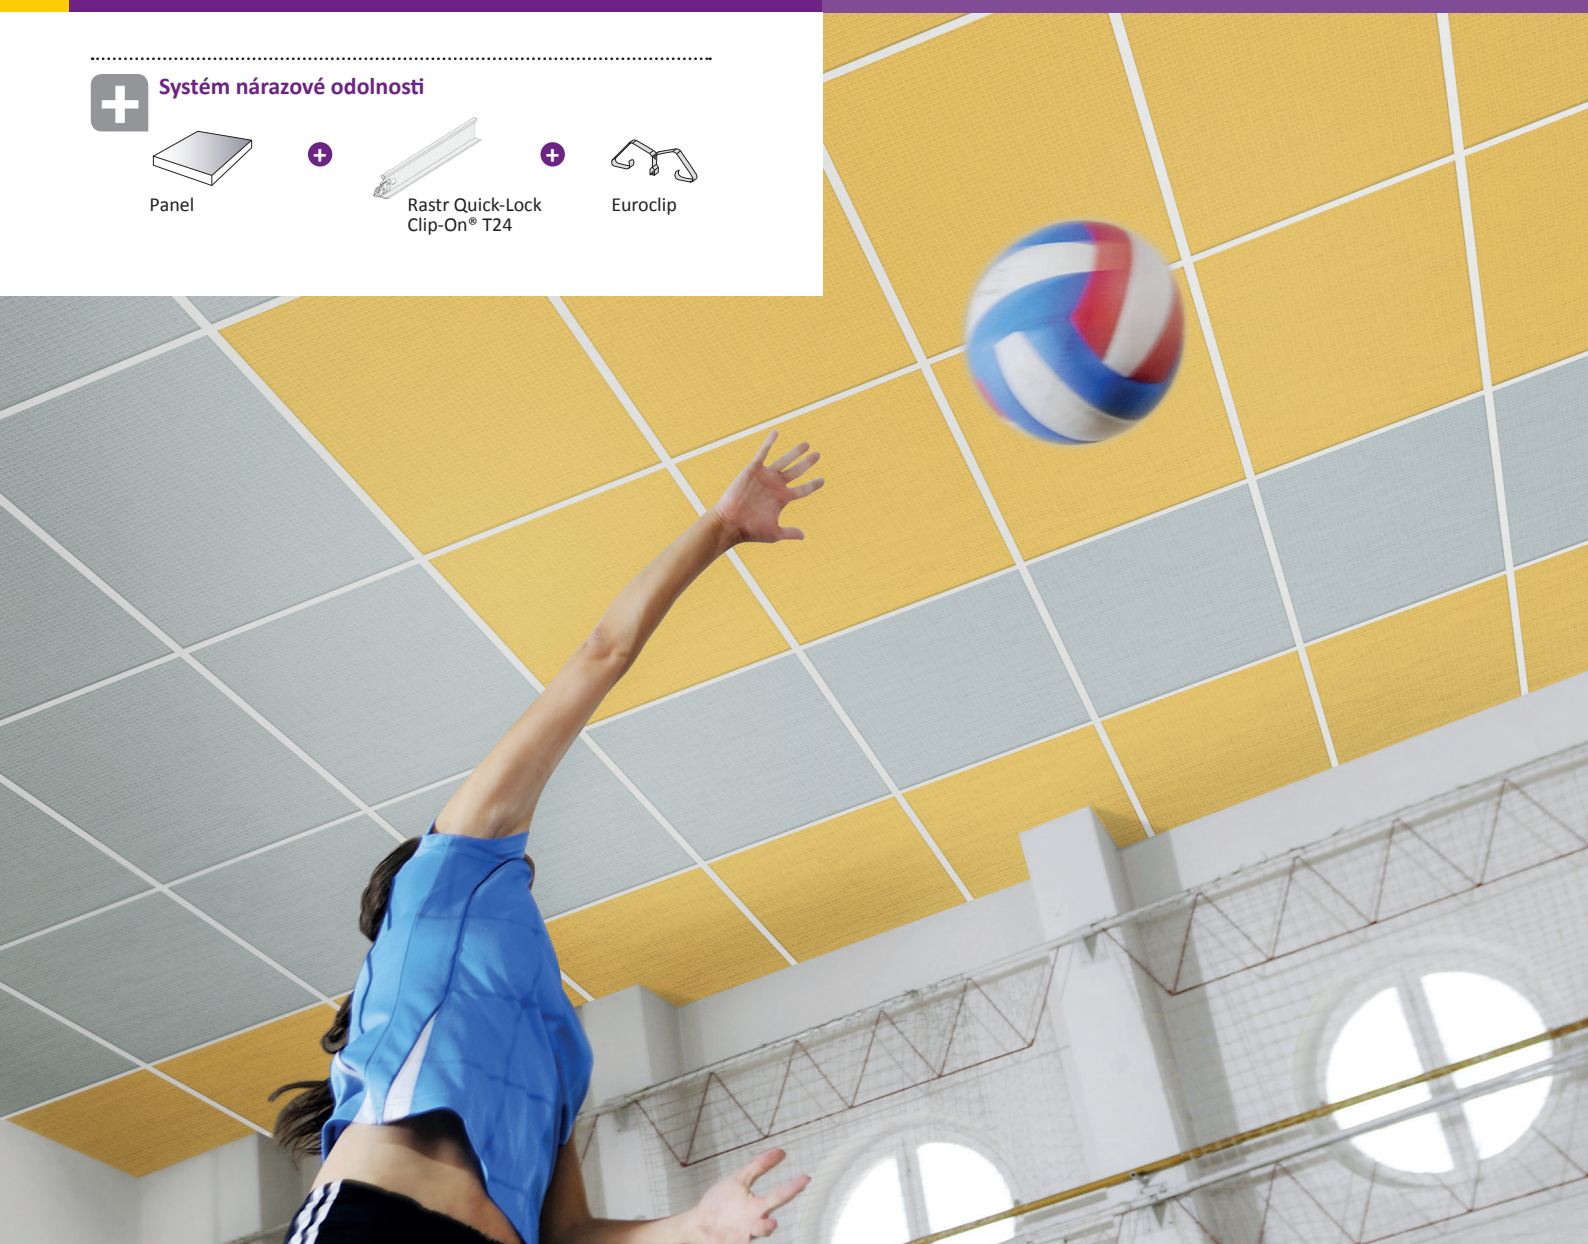 Systém nárazové odolnosti
Panel
Rastr Quick-Lock
Clip-On® T24
Euroclip